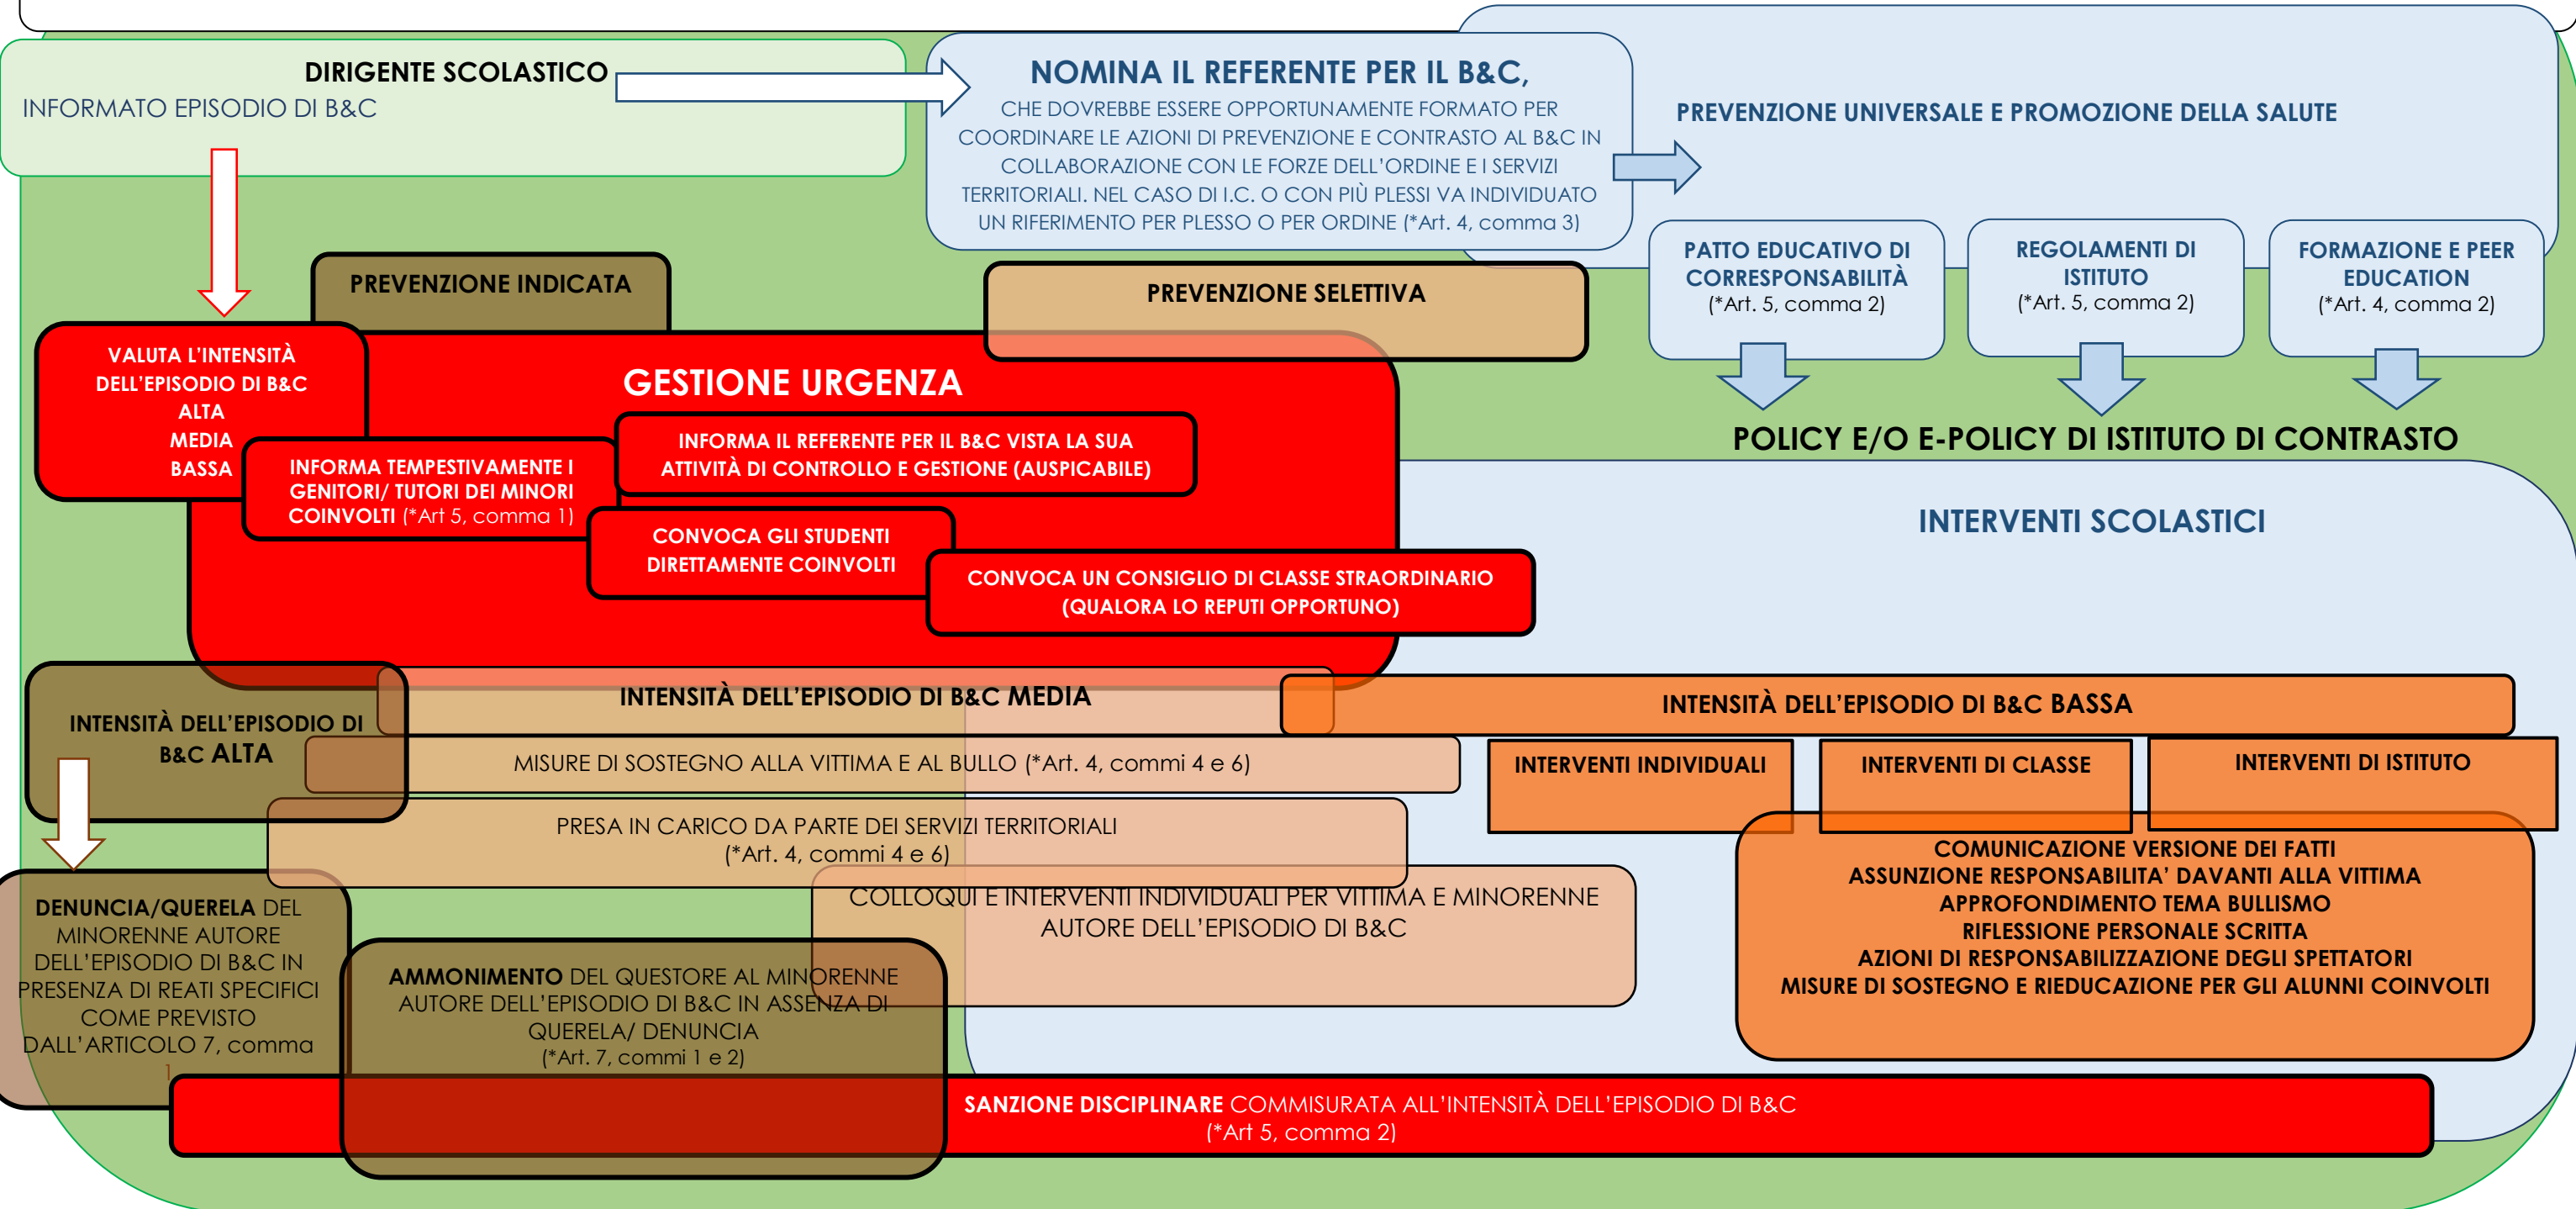 DIRIGENTE SCOLASTICO
INFORMATO EPISODIO DI B&C
NOMINA IL REFERENTE PER IL B&C,
CHE DOVREBBE ESSERE OPPORTUNAMENTE FORMATO PER
COORDINARE LE AZIONI DI PREVENZIONE E CONTRASTO AL B&C IN
COLLABORAZIONE CON LE FORZE DELL’ORDINE E I SERVIZI
TERRITORIALI. NEL CASO DI I.C. O CON PIÙ PLESSI VA INDIVIDUATO
UN RIFERIMENTO PER PLESSO O PER ORDINE (*Art. 4, comma 3)
PREVENZIONE UNIVERSALE E PROMOZIONE DELLA SALUTE
PATTO EDUCATIVO DI
CORRESPONSABILITÀ
(*Art. 5, comma 2)
REGOLAMENTI DI
ISTITUTO
(*Art. 5, comma 2)
FORMAZIONE E PEER
EDUCATION
(*Art. 4, comma 2)
PREVENZIONE INDICATA
PREVENZIONE SELETTIVA
VALUTA L’INTENSITÀ
DELL’EPISODIO DI B&C
ALTA
MEDIA
BASSA
GESTIONE URGENZA
INFORMA IL REFERENTE PER IL B&C VISTA LA SUA
ATTIVITÀ DI CONTROLLO E GESTIONE (AUSPICABILE)
INFORMA TEMPESTIVAMENTE I
GENITORI/ TUTORI DEI MINORI
COINVOLTI (*Art 5, comma 1)
CONVOCA GLI STUDENTI
DIRETTAMENTE COINVOLTI
CONVOCA UN CONSIGLIO DI CLASSE STRAORDINARIO
(QUALORA LO REPUTI OPPORTUNO)
POLICY E/O E-POLICY DI ISTITUTO DI CONTRASTO
INTERVENTI SCOLASTICI
INTENSITÀ DELL’EPISODIO DI
B&C ALTA
INTENSITÀ DELL’EPISODIO DI B&C MEDIA
INTENSITÀ DELL’EPISODIO DI B&C BASSA
MISURE DI SOSTEGNO ALLA VITTIMA E AL BULLO (*Art. 4, commi 4 e 6)
INTERVENTI INDIVIDUALI
INTERVENTI DI CLASSE
INTERVENTI DI ISTITUTO
PRESA IN CARICO DA PARTE DEI SERVIZI TERRITORIALI
(*Art. 4, commi 4 e 6)
COLLOQUI E INTERVENTI INDIVIDUALI PER VITTIMA E MINORENNE
AUTORE DELL’EPISODIO DI B&C
COMUNICAZIONE VERSIONE DEI FATTI
ASSUNZIONE RESPONSABILITA’ DAVANTI ALLA VITTIMA
APPROFONDIMENTO TEMA BULLISMO
RIFLESSIONE PERSONALE SCRITTA
AZIONI DI RESPONSABILIZZAZIONE DEGLI SPETTATORI
MISURE DI SOSTEGNO E RIEDUCAZIONE PER GLI ALUNNI COINVOLTI
DENUNCIA/QUERELA DEL
MINORENNE AUTORE
DELL’EPISODIO DI B&C IN
PRESENZA DI REATI SPECIFICI
COME PREVISTO
DALL’ARTICOLO 7, comma
1
AMMONIMENTO DEL QUESTORE AL MINORENNE
AUTORE DELL’EPISODIO DI B&C IN ASSENZA DI
QUERELA/ DENUNCIA
(*Art. 7, commi 1 e 2)
SANZIONE DISCIPLINARE COMMISURATA ALL’INTENSITÀ DELL’EPISODIO DI B&C
(*Art 5, comma 2)